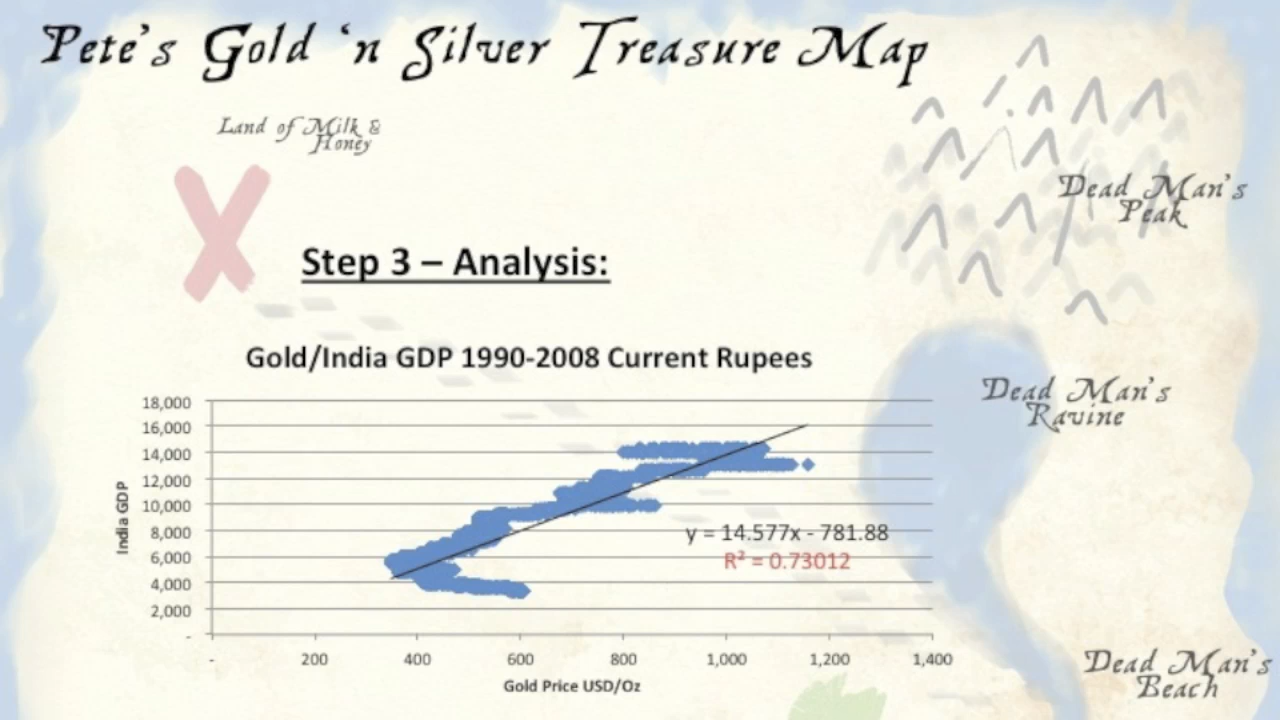 Pete's Gold 'n Silver Treasure Map
Land of Milk &
Honey
Dead Man's
Peak
Step 3 – Analysis:
Gold/India GDP 1990-2008 Current Rupees
Dead Man's
Ravine
18,000
16,000
14,000
12,000
10,000
8,000
6,000
4,000
2,000
-
India GDP
y = 14.577x - 781.88
R² = 0.73012
- 200 400 600 800 1,000 1,200 1,400
Gold Price USD/Oz
Dead Man's
Beach